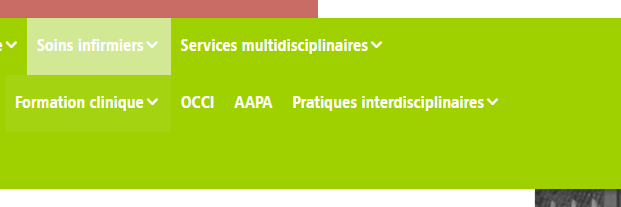 e Soins infirmiers Services multidisciplinaires
Formation clinique OCCI AAPA Pratiques interdisciplinaires